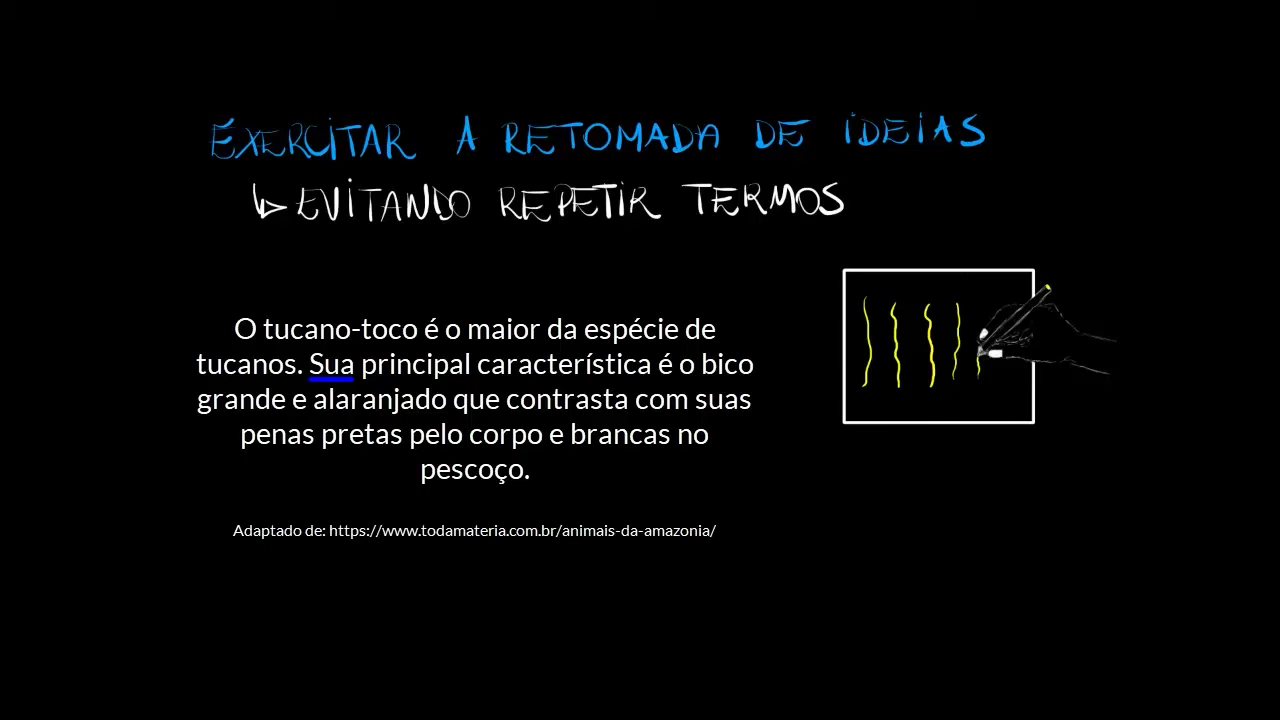 EXERCITAR A RETOMADA DE IDEIAS
EVITANDO REPETIR TERMOS
O tucano-toco é o maior da espécie de
tucanos. Sua principal característica é o bico
grande e alaranjado que contrasta com suas
penas pretas pelo corpo e brancas no
pescoço.
Adaptado de: https://www.todamateria.com.br/animais-da-amazonia/